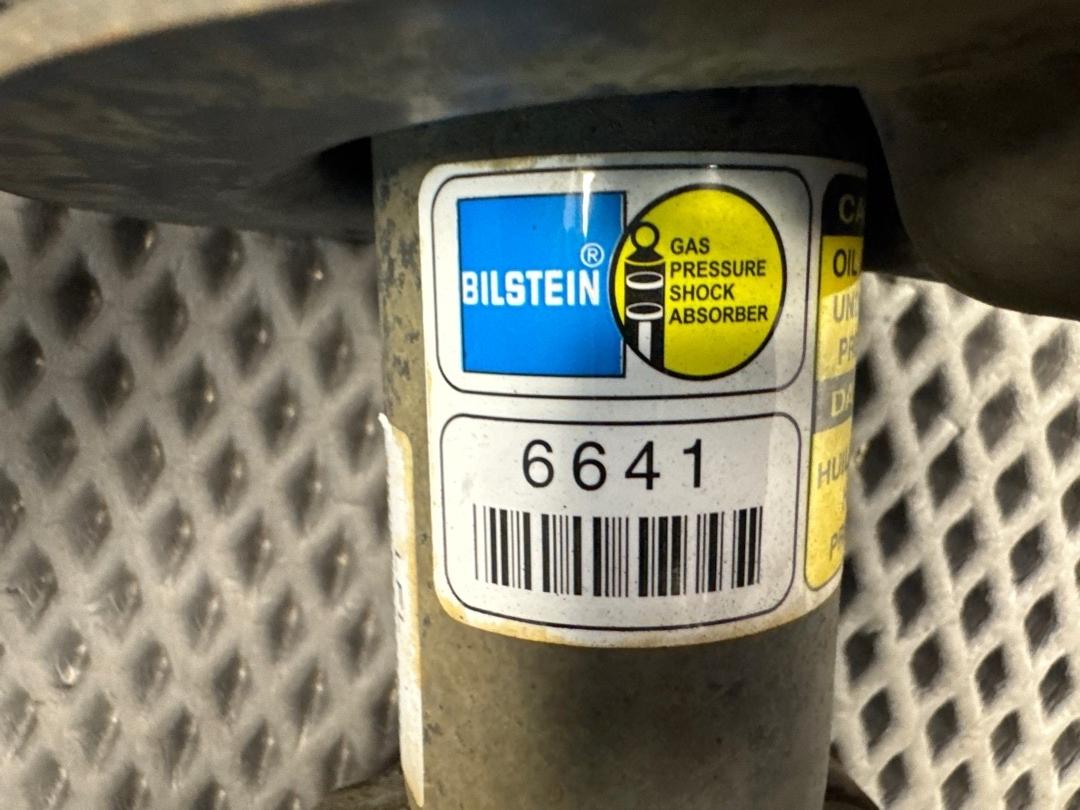 BILSTEIN®
GAS
PRESSURE
SHOCK
ABSORBER
6641
OIL